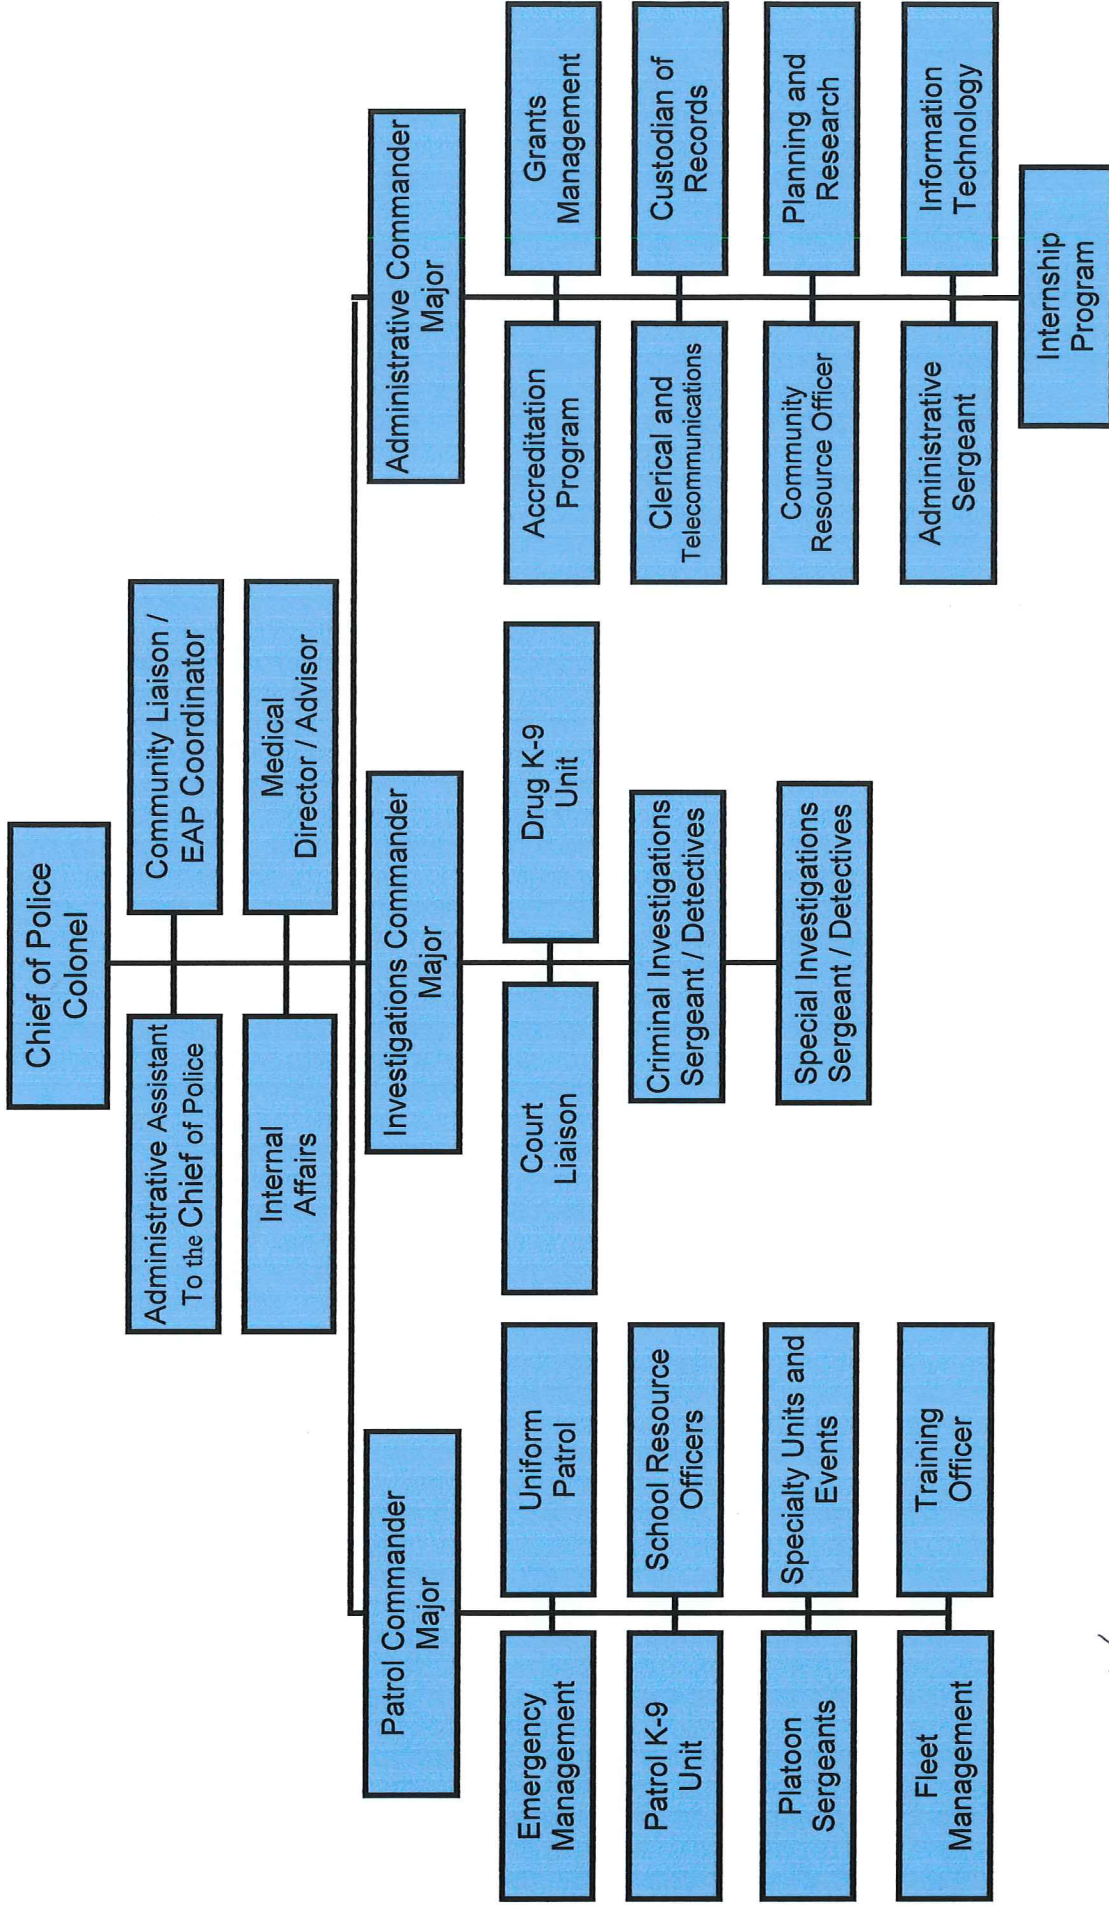 Chief of Police
Colonel
Administrative Assistant
To the Chief of Police
Community Liaison /
EAP Coordinator
Internal
Affairs
Medical
Director / Advisor
Patrol Commander
Major
Investigations Commander
Major
Administrative Commander
Major
Emergency
Management
Uniform
Patrol
Patrol K-9
Unit
School Resource
Officers
Platoon
Sergeants
Specialty Units and
Events
Fleet
Management
Training
Officer
Court
Liaison
Drug K-9
Unit
Criminal Investigations
Sergeant / Detectives
Special Investigations
Sergeant / Detectives
Accreditation
Program
Grants
Management
Clerical and
Telecommunications
Custodian of
Records
Community
Resource Officer
Planning and
Research
Administrative
Sergeant
Information
Technology
Internship
Program